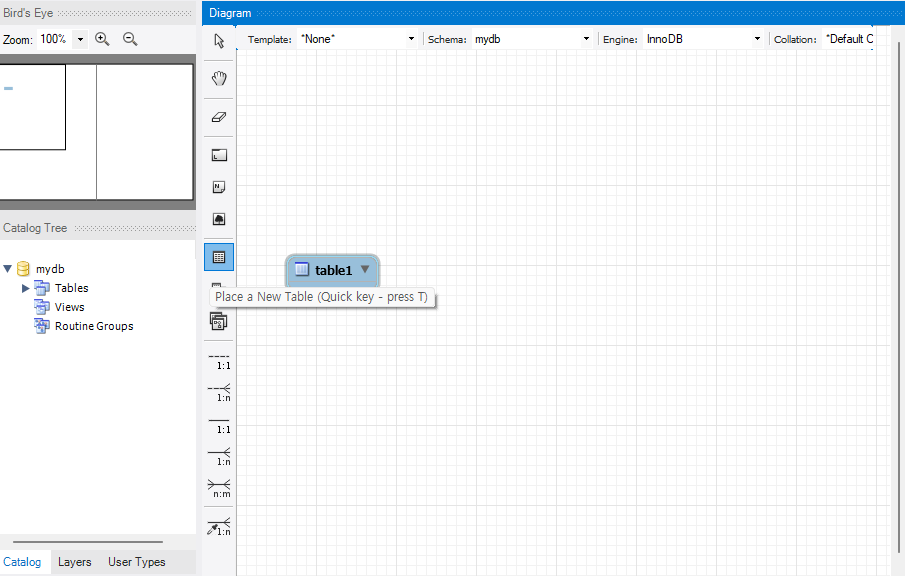 Bird's Eye
Zoom: 100%
Catalog Tree
mydb
Tables
Views
Routine Groups
Catalog Layers User Types
Diagram
Template: *None* Schema: mydb Engine: InnoDB Collation: *Default C
table1
Place a New Table (Quick key - press T)
1:1
1:n
1:1
1:n
n:m
1:n